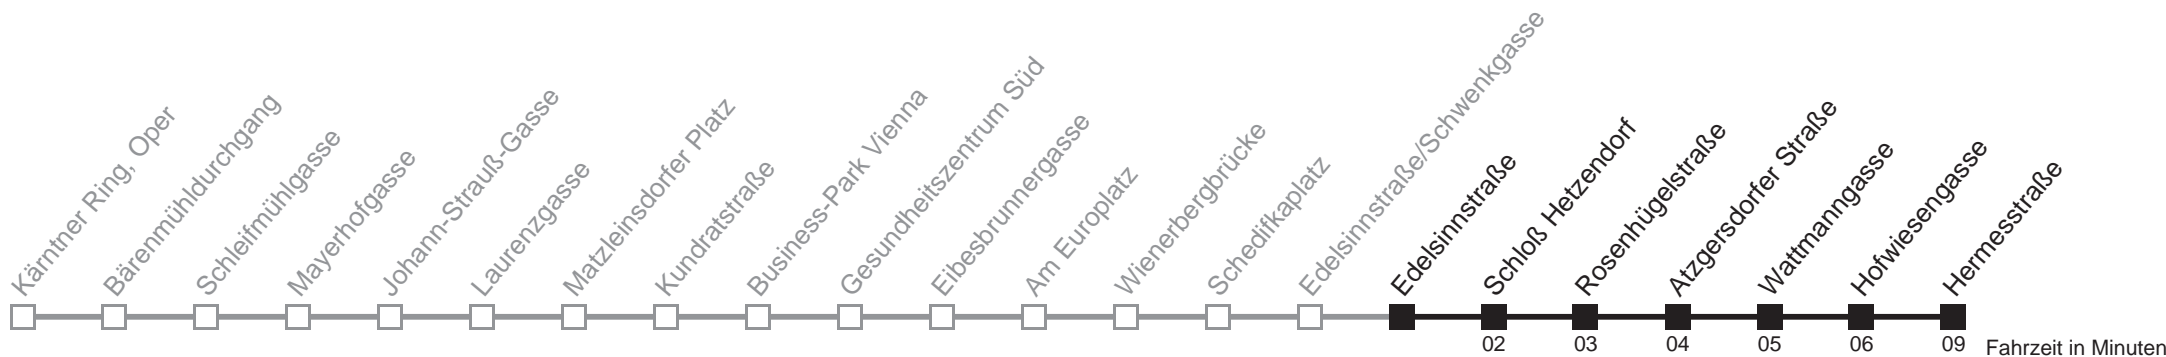 Kärntner Ring, Oper
Bärenmühldurchgang
Schleifmühlgasse
Mayerhofgasse
Johann-Strauß-Gasse
Laurenzgasse
Matzleinsdorfer Platz
Kundratstraße
Business-Park Vienna
Gesundheitszentrum Süd
Eibesbrunnergasse
Am Europlatz
Wienerbergbrücke
Schedifkaplatz
Edelsinnstraße/Schwenkgasse
Edelsinnstraße
Schloß Hetzendorf
Rosenhügelstraße
Atzgersdorfer Straße
Wattmanngasse
Hofwiesengasse
Hermesstraße
02 03 04 05 06 09 Fahrzeit in Minuten